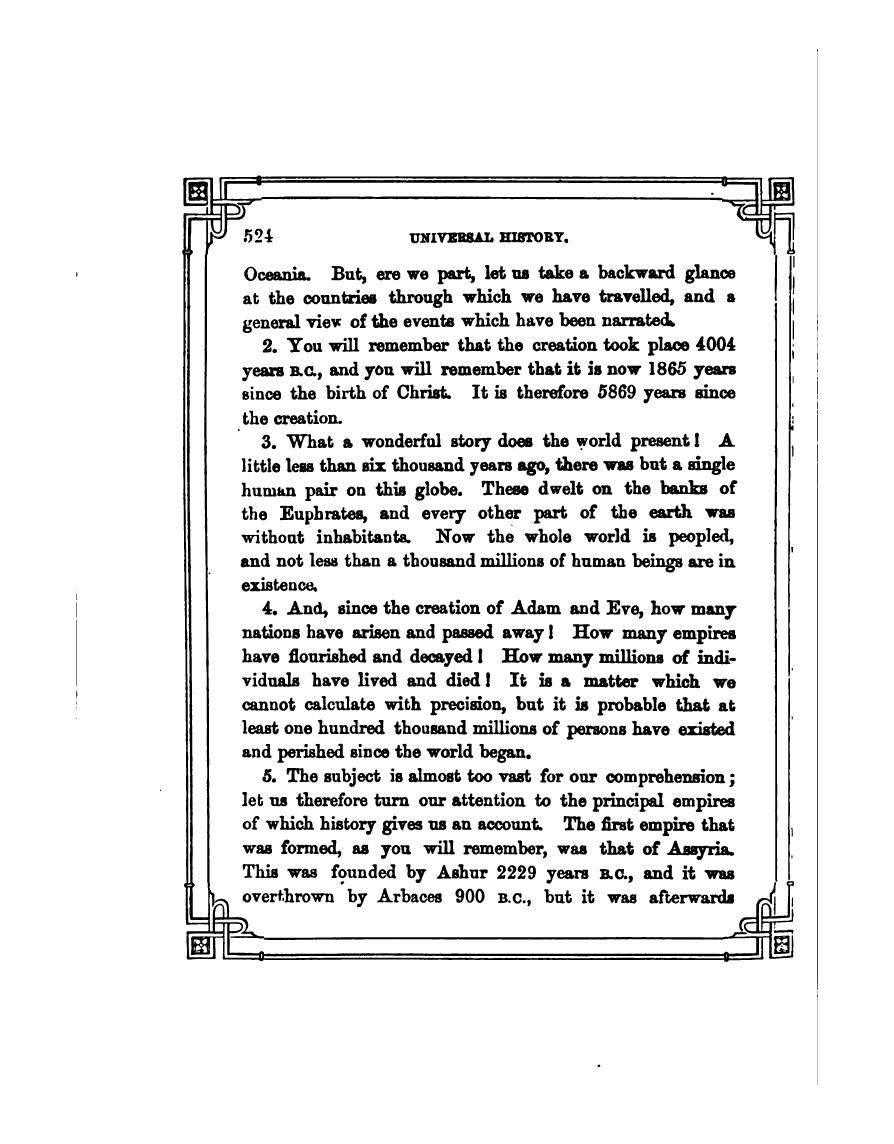 524 UNIVERSAL HISTORY.
Oceania. But, ere we part, let us take a backward glance
at the countries through which we have travelled, and a
general view of the events which have been narrated.
2. You will remember that the creation took place 4004
years B.C., and you will remember that it is now 1865 years
since the birth of Christ. It is therefore 5869 years since
the creation.
3. What a wonderful story does the world present! A
little less than six thousand years ago, there was but a single
human pair on this globe. These dwelt on the banks of
the Euphrates, and every other part of the earth was
without inhabitants. Now the whole world is peopled,
and not less than a thousand millions of human beings are in
existence.
4. And, since the creation of Adam and Eve, how many
nations have arisen and passed away! How many empires
have flourished and decayed! How many millions of indi-
viduals have lived and died! It is a matter which we
cannot calculate with precision, but it is probable that at
least one hundred thousand millions of persons have existed
and perished since the world began.
5. The subject is almost too vast for our comprehension;
let us therefore turn our attention to the principal empires
of which history gives us an account. The first empire that
was formed, as you will remember, was that of Assyria.
This was founded by Ashur 2229 years B.C., and it was
overthrown by Arbaces 900 B.C., but it was afterwards